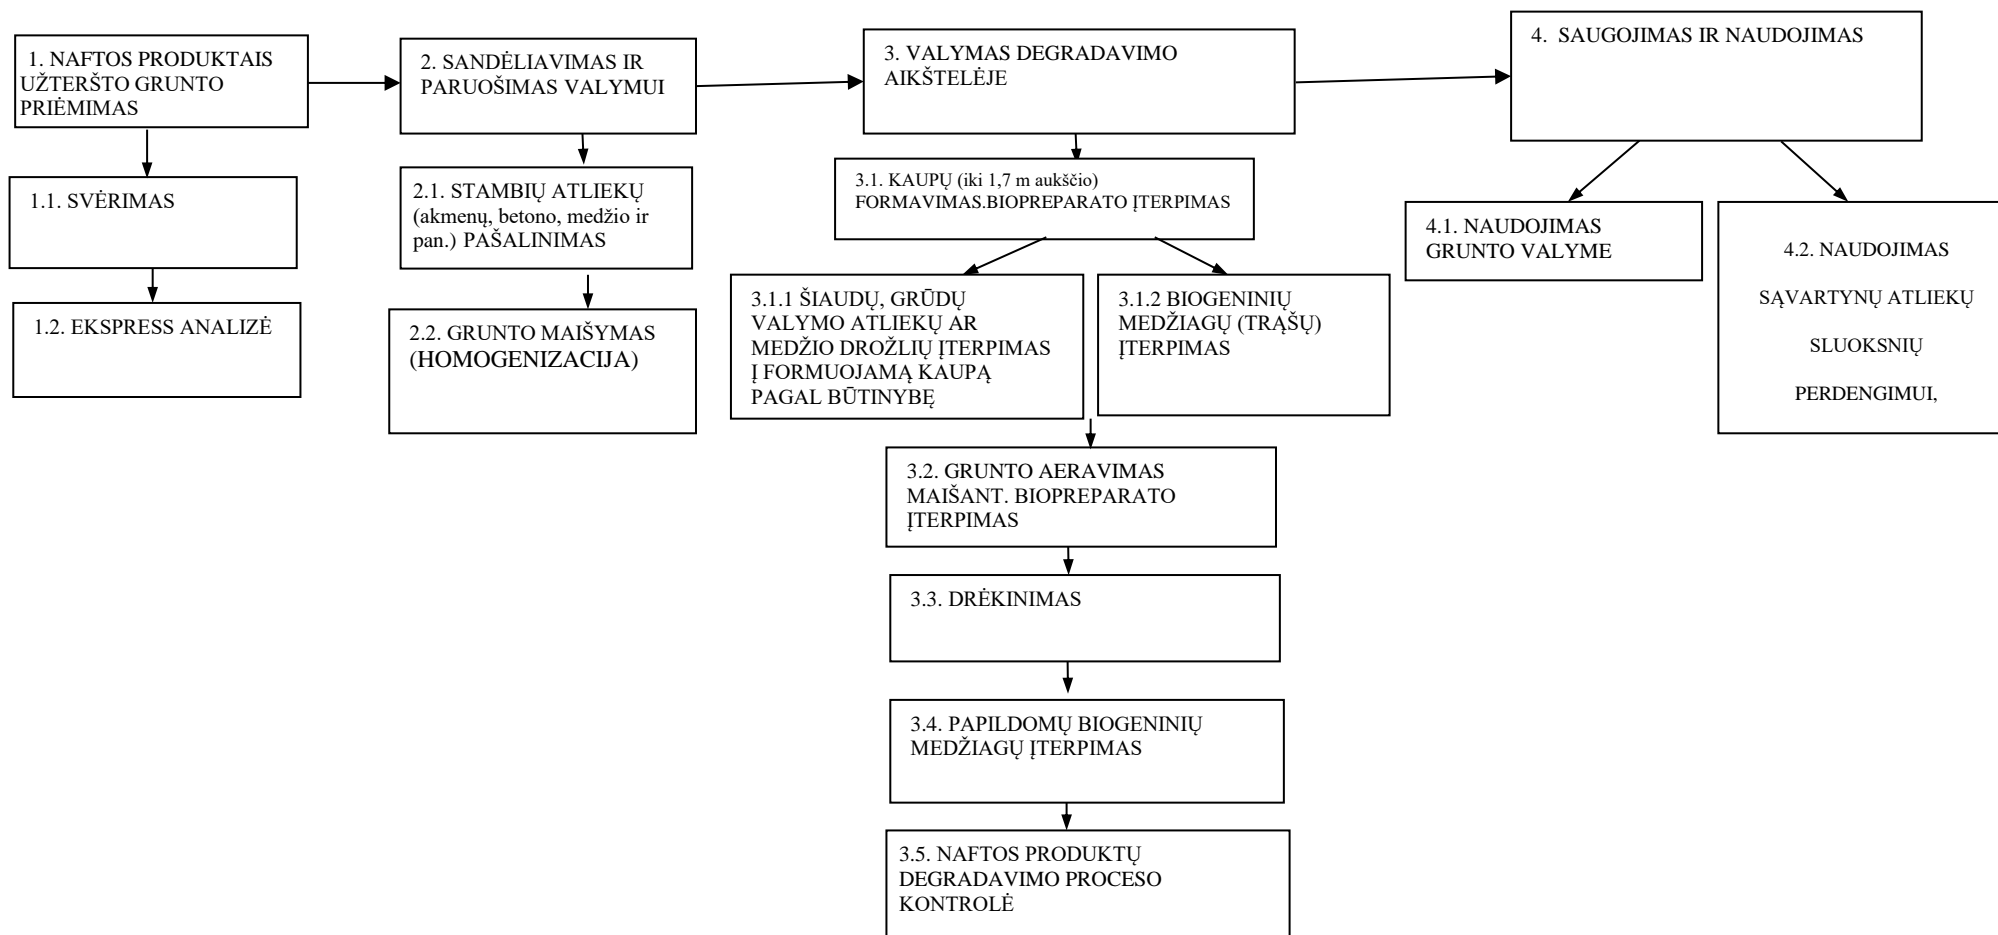 1. NAFTOS PRODUKTAIS
UŽTERŠTO GRUNTO
PRIĖMIMAS
2. SANDĖLIAVIMAS IR
PARUOŠIMAS VALYMUI
3. VALYMAS DEGRADAVIMO
AIKŠTELĖJE
4. SAUGOJIMAS IR NAUDOJIMAS
1.1. SVĖRIMAS
1.2. EKSPRESS ANALIZĖ
2.1. STAMBIŲ ATLIEKŲ
(akmenų, betono, medžio ir
pan.) PAŠALINIMAS
2.2. GRUNTO MAIŠYMAS
(HOMOGENIZACIJA)
3.1. KAUPŲ (iki 1,7 m aukščio)
FORMAVIMAS.BIOPREPARATO ĮTERPIMAS
3.1.1 ŠIAUDŲ, GRŪDŲ
VALYMO ATLIEKŲ AR
MEDŽIO DROŽLIŲ ĮTERPIMAS
Į FORMUOJAMĄ KAUPĄ
PAGAL BŪTINYBĘ
3.1.2 BIOGENINIŲ
MEDŽIAGŲ (TRĄŠŲ)
ĮTERPIMAS
3.2. GRUNTO AERAVIMAS
MAIŠANT. BIOPREPARATO
ĮTERPIMAS
3.3. DRĖKINIMAS
3.4. PAPILDOMŲ BIOGENINIŲ
MEDŽIAGŲ ĮTERPIMAS
3.5. NAFTOS PRODUKTŲ
DEGRADAVIMO PROCESO
KONTROLĖ
4.1. NAUDOJIMAS
GRUNTO VALYME
4.2. NAUDOJIMAS
SĄVARTYNŲ ATLIEKŲ
SLUOKSNIŲ
PERDENGIMUI,